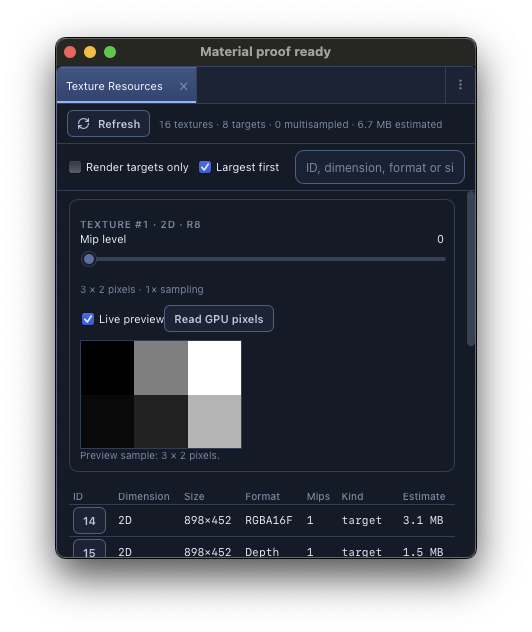 Material proof ready
Texture Resources
Refresh
16 textures · 8 targets · 0 multisampled · 6.7 MB estimated
Render targets only
Largest first
ID, dimension, format or si
TEXTURE #1 · 2D · R8
Mip level 0
3 × 2 pixels · 1× sampling
Live preview
Read GPU pixels
Preview sample: 3 × 2 pixels.
ID Dimension Size Format Mips Kind Estimate
14 2D 898×452 RGBA16F 1 target 3.1 MB
15 2D 898×452 Depth 1 target 1.5 MB